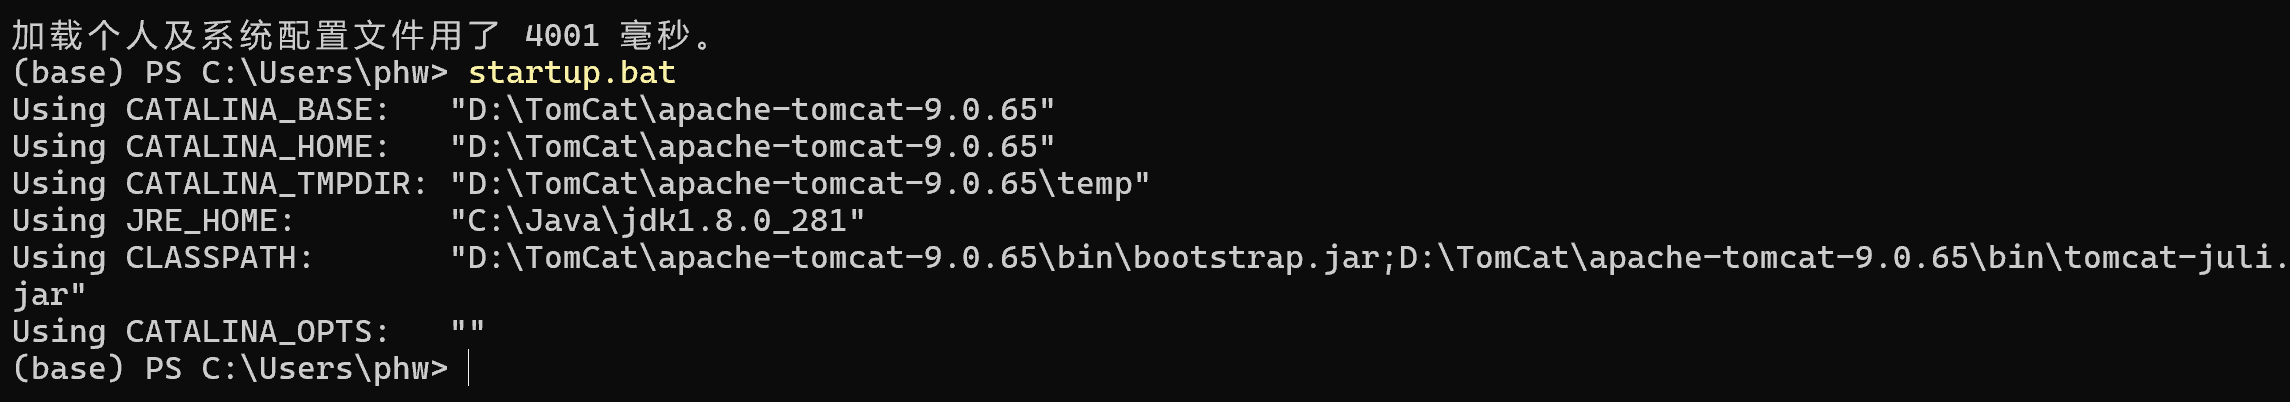 加载个人及系统配置文件用了 4001 毫秒。
(base) PS C:\Users\phw> startup.bat
Using CATALINA_BASE:   "D:\TomCat\apache-tomcat-9.0.65"
Using CATALINA_HOME:   "D:\TomCat\apache-tomcat-9.0.65"
Using CATALINA_TMPDIR: "D:\TomCat\apache-tomcat-9.0.65\temp"
Using JRE_HOME:        "C:\Java\jdk1.8.0_281"
Using CLASSPATH:       "D:\TomCat\apache-tomcat-9.0.65\bin\bootstrap.jar;D:\TomCat\apache-tomcat-9.0.65\bin\tomcat-juli.
jar"
Using CATALINA_OPTS:   ""
(base) PS C:\Users\phw>